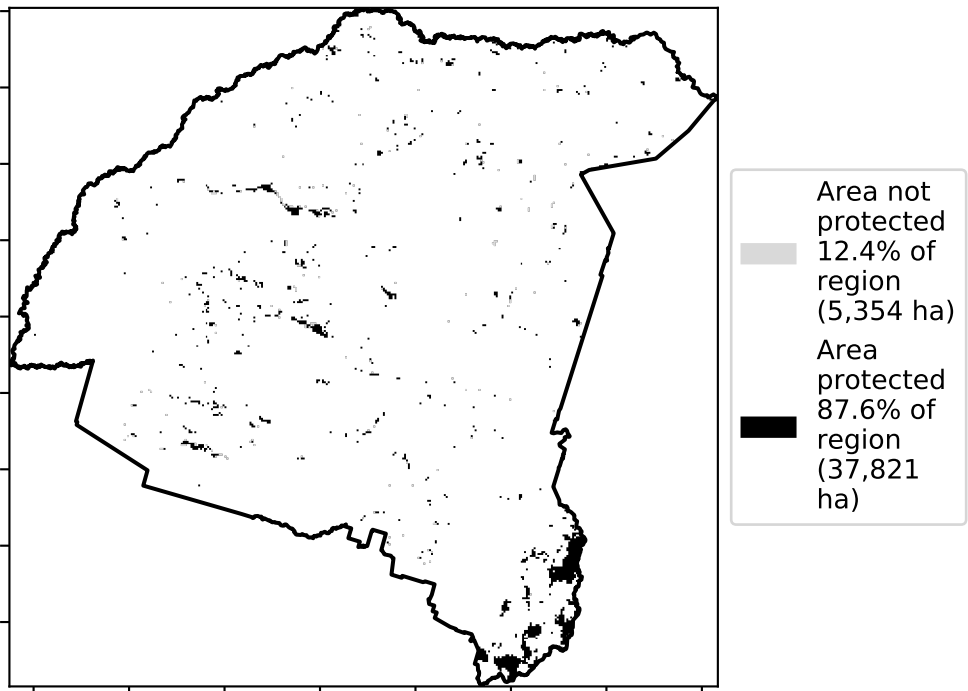 Area not
protected
12.4% of
region
(5,354 ha)
Area
protected
87.6% of
region
(37,821
ha)